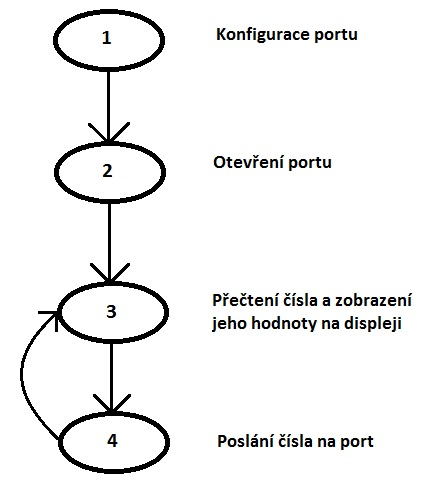 1 Konfigurace portu
2 Otevření portu
3 Přečtení čísla a zobrazení
jeho hodnoty na displeji
4 Poslání čísla na port